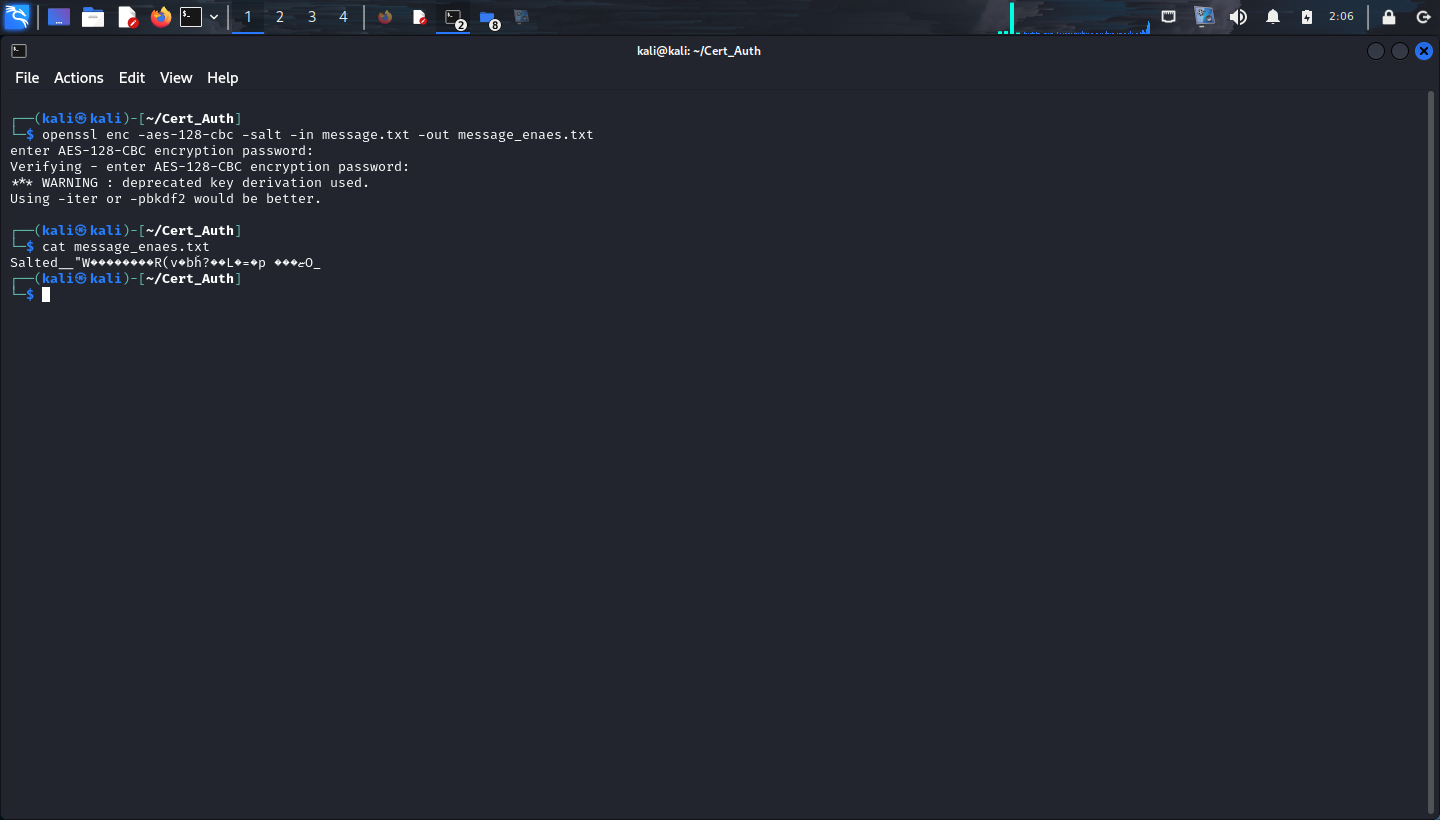 1 2 3 4 2 8 2:06
kali@kali: ~/Cert_Auth
File Actions Edit View Help
┌──(kali㉿kali)-[~/Cert_Auth]
└─$ openssl enc -aes-128-cbc -salt -in message.txt -out message_enaes.txt
enter AES-128-CBC encryption password:
Verifying - enter AES-128-CBC encryption password:
*** WARNING : deprecated key derivation used.
Using -iter or -pbkdf2 would be better.
┌──(kali㉿kali)-[~/Cert_Auth]
└─$ cat message_enaes.txt
Salted__"W���������R(v�
┌──(kali㉿kali)-[~/Cert_Auth]
└─$